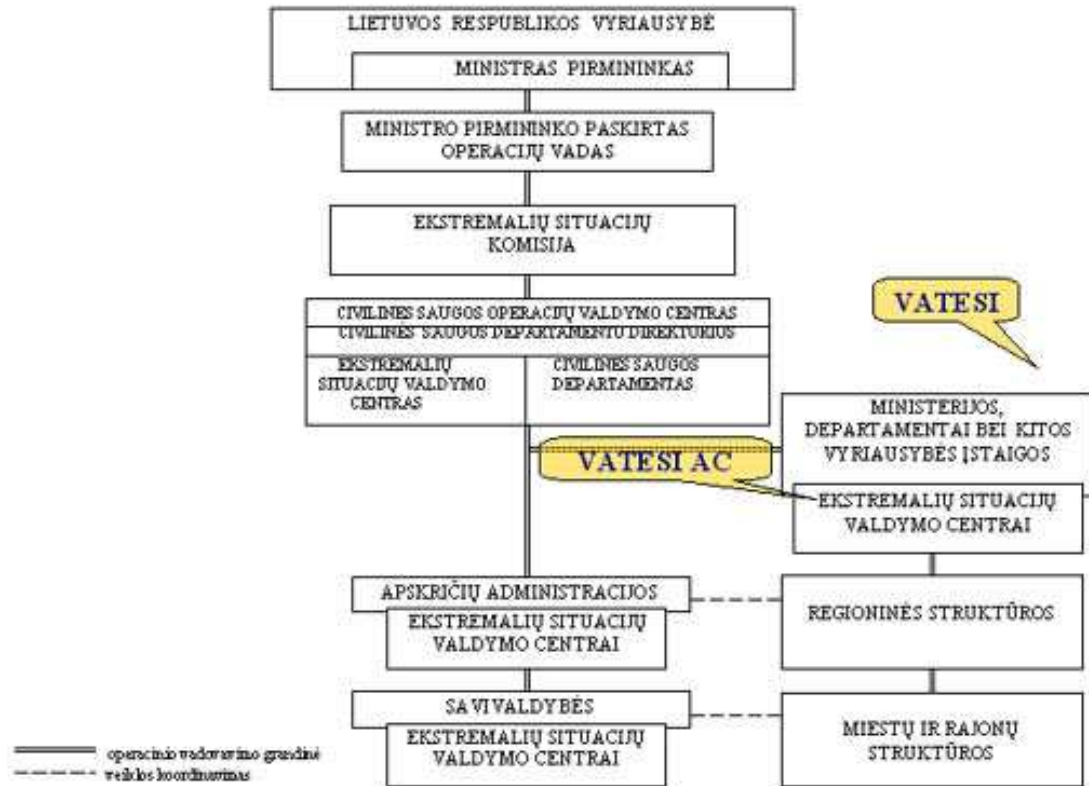 LIETUVOS RESPUBLIKOS VYRIAUSYBĖ
MINISTRAS PIRMININKAS
MINISTRO PIRMININKO PASKIRTAS
OPERACIJŲ VADAS
EKSTREMALIŲ SITUACIJŲ
KOMISIJA
CIVILINĖS SAUGOS OPERACIJŲ VALDYMO CENTRAS
CIVILINĖS SAUGOS DEPARTAMENTO DIREKTORIUS
EKSTREMALIŲ
SITUACIJŲ VALDYMO
CENTRAS
CIVILINĖS SAUGOS
DEPARTAMENTAS
VATESI
MINISTERIJOS,
DEPARTAMENTAI BEI KITOS
VYRIAUSYBĖS ĮSTAIGOS
VATESI AC
EKSTREMALIŲ SITUACIJŲ
VALDYMO CENTRAI
APSKRIČIŲ ADMINISTRACIJOS
EKSTREMALIŲ SITUACIJŲ
VALDYMO CENTRAI
REGIONINĖS STRUKTŪROS
SAVIVALDYBĖS
EKSTREMALIŲ SITUACIJŲ
VALDYMO CENTRAI
MIESTŲ IR RAJONŲ
STRUKTŪROS
operacinio vadovavimo grandinė
veiklos koordinavimas